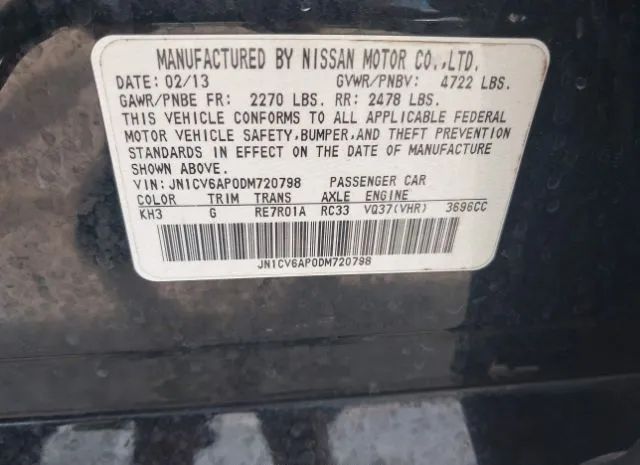 MANUFACTURED BY NISSAN MOTOR CO.,LTD.
DATE: 02/13 GVWR/PNBV: 4722 LBS.
GAWR/PNBE FR: 2270 LBS. RR: 2478 LBS.
THIS VEHICLE CONFORMS TO ALL APPLICABLE FEDERAL
MOTOR VEHICLE SAFETY,BUMPER,AND THEFT PREVENTION
STANDARDS IN EFFECT ON THE DATE OF MANUFACTURE
SHOWN ABOVE.
VIN: JN1CV6AP0DM720798 PASSENGER CAR
COLOR TRIM TRANS AXLE ENGINE
KH3 G RE7R01A RC33 VQ37(VHR) 3696CC
JN1CV6AP0DM720798